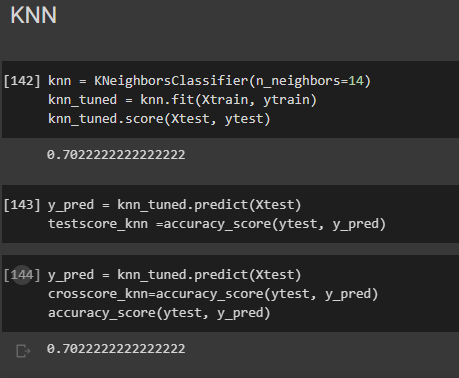 KNN
[142] knn = KNeighborsClassifier(n_neighbors=14)
knn_tuned = knn.fit(Xtrain, ytrain)
knn_tuned.score(Xtest, ytest)
0.7022222222222222
[143] y_pred = knn_tuned.predict(Xtest)
testscore_knn =accuracy_score(ytest, y_pred)
[144] y_pred = knn_tuned.predict(Xtest)
crosscore_knn=accuracy_score(ytest, y_pred)
accuracy_score(ytest, y_pred)
0.7022222222222222